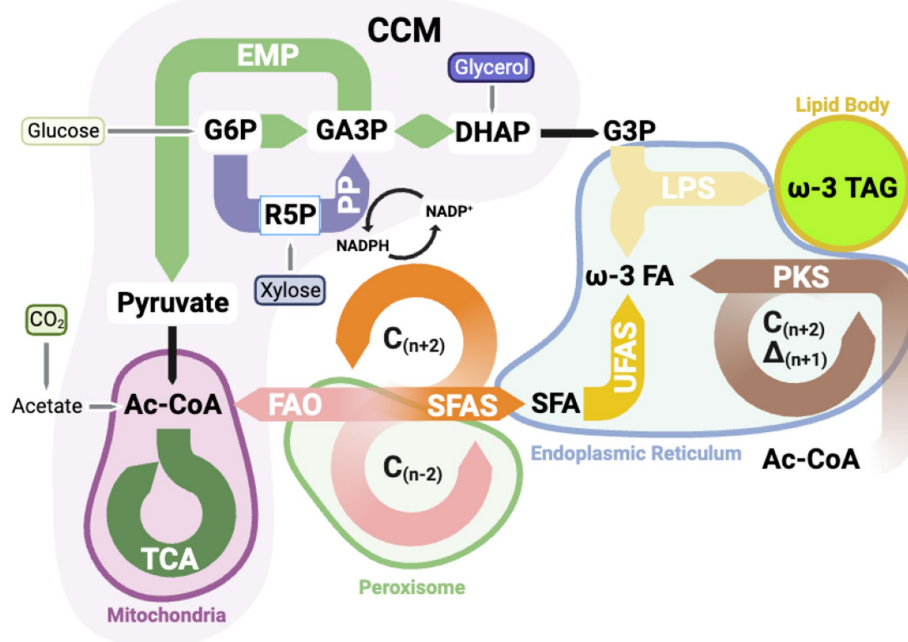 CCM
EMP
Glycerol
Lipid Body
Glucose
G6P
GA3P
DHAP
G3P
LPS
ω-3 TAG
PP
R5P
NADP⁺
NADPH
ω-3 FA
PKS
Xylose
Pyruvate
CO₂
C₍ₙ₊₂₎
C₍ₙ₊₂₎
Δ₍ₙ₊₁₎
UFAS
Acetate
Ac-CoA
FAO
SFAS
SFA
Endoplasmic Reticulum
Ac-CoA
C₍ₙ₋₂₎
TCA
Peroxisome
Mitochondria